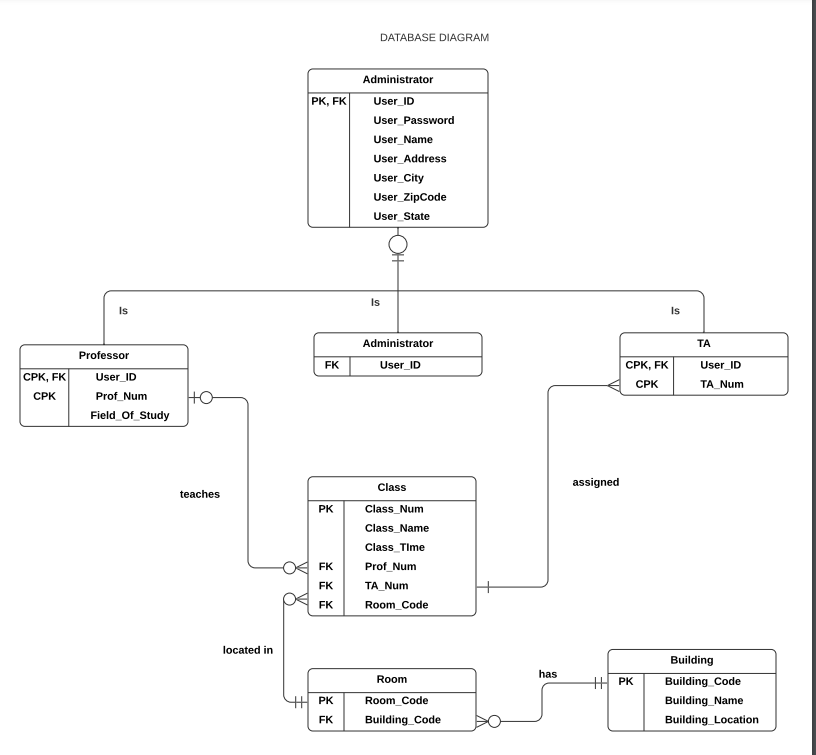 DATABASE DIAGRAM
Administrator
PK, FK User_ID
User_Password
User_Name
User_Address
User_City
User_ZipCode
User_State
Is
Is
Is
Professor
CPK, FK User_ID
CPK Prof_Num
Field_Of_Study
Administrator
FK User_ID
TA
CPK, FK User_ID
CPK TA_Num
teaches
assigned
Class
PK Class_Num
Class_Name
Class_TIme
FK Prof_Num
FK TA_Num
FK Room_Code
located in
Room
PK Room_Code
FK Building_Code
has
Building
PK Building_Code
Building_Name
Building_Location